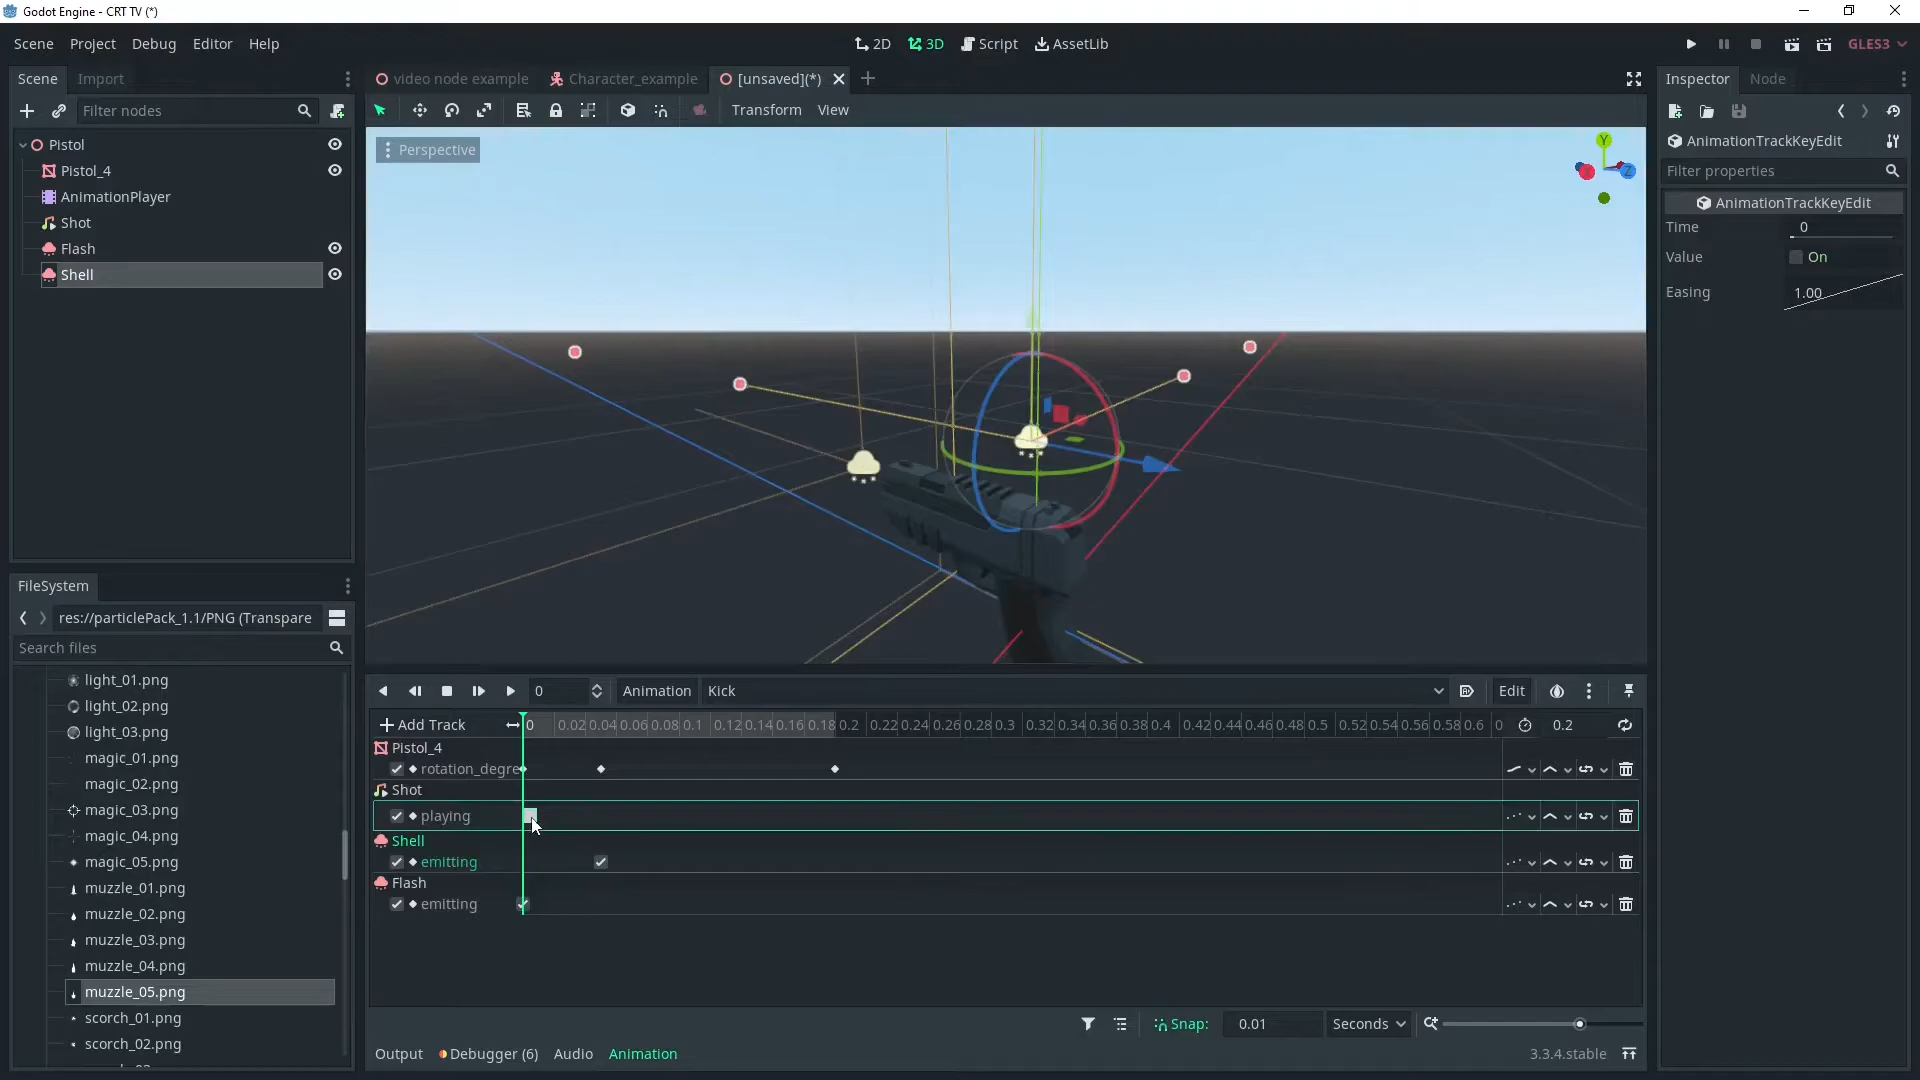 Godot Engine - CRT TV (*)
Scene Project Debug Editor Help
2D 3D Script AssetLib
GLES3
Scene Import
video node example Character_example [unsaved](*)
Inspector Node
Filter nodes
Transform View
Pistol
Pistol_4
AnimationPlayer
Shot
Flash
Shell
Perspective
Y
Z
AnimationTrackKeyEdit
Filter properties
AnimationTrackKeyEdit
Time 0
Value On
Easing 1.00
FileSystem
res://particlePack_1.1/PNG (Transpare
Search files
light_01.png
light_02.png
light_03.png
magic_01.png
magic_02.png
magic_03.png
magic_04.png
magic_05.png
muzzle_01.png
muzzle_02.png
muzzle_03.png
muzzle_04.png
muzzle_05.png
scorch_01.png
scorch_02.png
0 Animation Kick Edit
Add Track 0 0.02 0.04 0.06 0.08 0.1 0.12 0.14 0.16 0.18 0.2 0.22 0.24 0.26 0.28 0.3 0.32 0.34 0.36 0.38 0.4 0.42 0.44 0.46 0.48 0.5 0.52 0.54 0.56 0.58 0.6 0 0.2
Pistol_4
rotation_degre
Shot
playing
Shell
emitting
Flash
emitting
Snap: 0.01 Seconds
Output Debugger (6) Audio Animation
3.3.4.stable